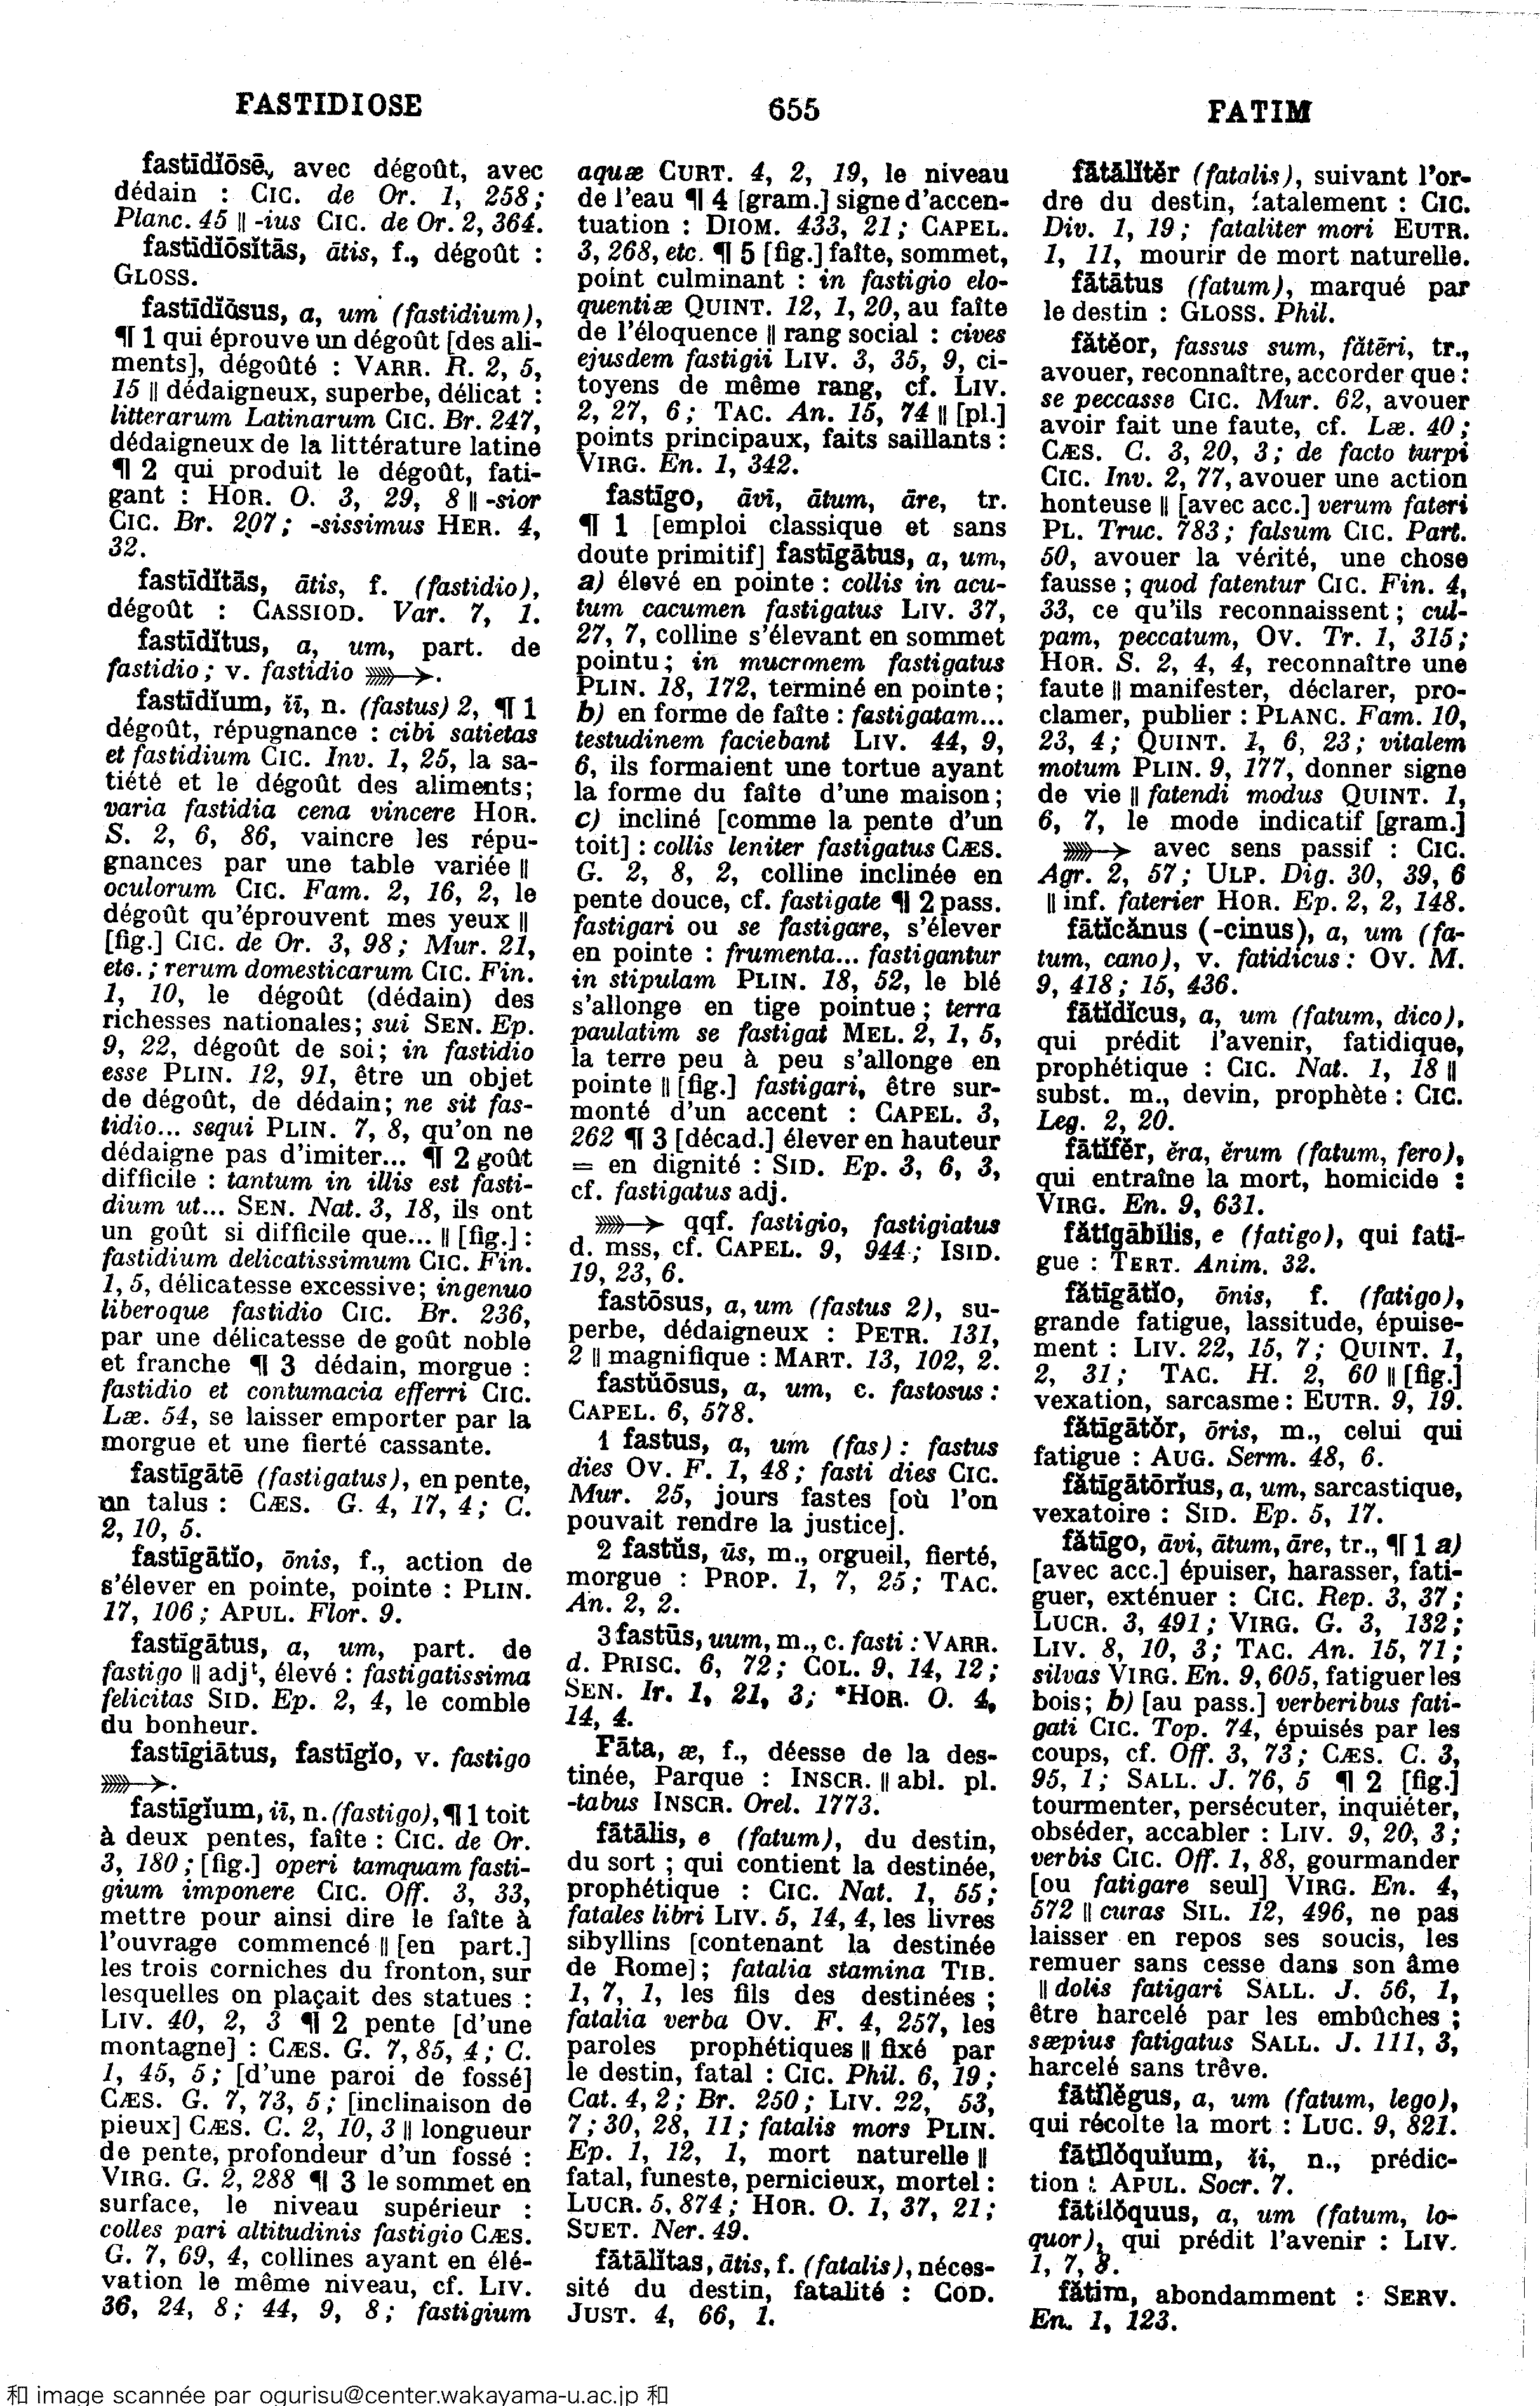 FASTIDIOSE
655
FATIM
fastīdĭōsē, avec dégoût, avec
dédain : CIC. de Or. 1, 258;
Planc. 45 || -ius CIC. de Or. 2, 364.
fastīdĭōsĭtās, ātis, f., dégoût :
GLOSS.
fastīdĭōsus, a, um (fastidium),
¶ 1 qui éprouve un dégoût [des ali-
ments], dégoûté : VARR. R. 2, 5,
15 || dédaigneux, superbe, délicat :
litterarum Latinarum CIC. Br. 247,
dédaigneux de la littérature latine
¶ 2 qui produit le dégoût, fati-
gant : HOR. O. 3, 29, 8 || -sior
CIC. Br. 207; -sissimus HER. 4,
32.
fastīdĭtās, ātis, f. (fastidio),
dégoût : CASSIOD. Var. 7, 1.
fastīdītus, a, um, part. de
fastidio; v. fastidio ⟶.
fastīdĭum, ĭī, n. (fastus) 2, ¶ 1
dégoût, répugnance : cibi satietas
et fastidium CIC. Inv. 1, 25, la sa-
tiété et le dégoût des aliments;
varia fastidia cena vincere HOR.
S. 2, 6, 86, vaincre les répu-
gnances par une table variée ||
oculorum CIC. Fam. 2, 16, 2, le
dégoût qu'éprouvent mes yeux ||
[fig.] CIC. de Or. 3, 98; Mur. 21,
etc.; rerum domesticarum CIC. Fin.
1, 10, le dégoût (dédain) des
richesses nationales; sui SEN. Ep.
9, 22, dégoût de soi; in fastidio
esse PLIN. 12, 91, être un objet
de dégoût, de dédain; ne sit fas-
tidio... sequi PLIN. 7, 8, qu'on ne
dédaigne pas d'imiter... ¶ 2 goût
difficile : tantum in illis est fasti-
dium ut... SEN. Nat. 3, 18, ils ont
un goût si difficile que... || [fig.] :
fastidium delicatissimum CIC. Fin.
1, 5, délicatesse excessive; ingenuo
liberoque fastidio CIC. Br. 236,
par une délicatesse de goût noble
et franche ¶ 3 dédain, morgue :
fastidio et contumacia efferri CIC.
Læ. 54, se laisser emporter par la
morgue et une fierté cassante.
fastīgātē (fastigatus), en pente,
en talus : CÆS. G. 4, 17, 4; C.
2, 10, 5.
fastīgātĭo, ōnis, f., action de
s'élever en pointe, pointe : PLIN.
17, 106; APUL. Flor. 9.
fastīgātus, a, um, part. de
fastigo || adjt, élevé : fastigatissima
felicitas SID. Ep. 2, 4, le comble
du bonheur.
fastīgiātus, fastīgĭo, v. fastigo
⟶.
fastīgĭum, ĭī, n. (fastigo), ¶ 1 toit
à deux pentes, faîte : CIC. de Or.
3, 180; [fig.] operi tamquam fasti-
gium imponere CIC. Off. 3, 33,
mettre pour ainsi dire le faîte à
l'ouvrage commencé || [en part.]
les trois corniches du fronton, sur
lesquelles on plaçait des statues :
LIV. 40, 2, 3 ¶ 2 pente [d'une
montagne] : CÆS. G. 7, 85, 4; C.
1, 45, 5; [d'une paroi de fossé]
CÆS. G. 7, 73, 5; [inclinaison de
pieux] CÆS. C. 2, 10, 3 || longueur
de pente, profondeur d'un fossé :
VIRG. G. 2, 288 ¶ 3 le sommet en
surface, le niveau supérieur :
colles pari altitudinis fastigio CÆS.
G. 7, 69, 4, collines ayant en élé-
vation le même niveau, cf. LIV.
36, 24, 8; 44, 9, 8; fastigium
aquæ CURT. 4, 2, 19, le niveau
de l'eau ¶ 4 [gram.] signe d'accen-
tuation : DIOM. 433, 21; CAPEL.
3, 268, etc. ¶ 5 [fig.] faîte, sommet,
point culminant : in fastigio elo-
quentiæ QUINT. 12, 1, 20, au faîte
de l'éloquence || rang social : cives
ejusdem fastigii LIV. 3, 35, 9, ci-
toyens de même rang, cf. LIV.
2, 27, 6; TAC. An. 15, 74 || [pl.]
points principaux, faits saillants :
VIRG. En. 1, 342.
fastīgo, āvī, ātum, āre, tr.
¶ 1 [emploi classique et sans
doute primitif] fastīgātus, a, um,
a) élevé en pointe : collis in acu-
tum cacumen fastigatus LIV. 37,
27, 7, colline s'élevant en sommet
pointu; in mucronem fastigatus
PLIN. 18, 172, terminé en pointe;
b) en forme de faîte : fastigatam...
testudinem faciebant LIV. 44, 9,
6, ils formaient une tortue ayant
la forme du faîte d'une maison;
c) incliné [comme la pente d'un
toit] : collis leniter fastigatus CÆS.
G. 2, 8, 2, colline inclinée en
pente douce, cf. fastigate ¶ 2 pass.
fastigari ou se fastigare, s'élever
en pointe : frumenta... fastigantur
in stipulam PLIN. 18, 52, le blé
s'allonge en tige pointue; terra
paulatim se fastigat MEL. 2, 1, 5,
la terre peu à peu s'allonge en
pointe || [fig.] fastigari, être sur-
monté d'un accent : CAPEL. 3,
262 ¶ 3 [décad.] élever en hauteur
= en dignité : SID. Ep. 3, 6, 3,
cf. fastigatus adj.
⟶ qqf. fastigio, fastigiatus
d. mss, cf. CAPEL. 9, 944; ISID.
19, 23, 6.
fastōsus, a, um (fastus 2), su-
perbe, dédaigneux : PETR. 131,
2 || magnifique : MART. 13, 102, 2.
fastŭōsus, a, um, c. fastosus :
CAPEL. 6, 578.
1 fastus, a, um (fas) : fastus
dies OV. F. 1, 48; fasti dies CIC.
Mur. 25, jours fastes [où l'on
pouvait rendre la justice].
2 fastŭs, ūs, m., orgueil, fierté,
morgue : PROP. 1, 7, 25; TAC.
An. 2, 2.
3 fastūs, uum, m., c. fasti : VARR.
d. PRISC. 6, 72; COL. 9, 14, 12;
SEN. Ir. 1, 21, 3; *HOR. O. 4,
14, 4.
Fāta, æ, f., déesse de la des-
tinée, Parque : INSCR. || abl. pl.
-tabus INSCR. Orel. 1773.
fātālis, e (fatum), du destin,
du sort; qui contient la destinée,
prophétique : CIC. Nat. 1, 55;
fatales libri LIV. 5, 14, 4, les livres
sibyllins [contenant la destinée
de Rome]; fatalia stamina TIB.
1, 7, 1, les fils des destinées;
fatalia verba OV. F. 4, 257, les
paroles prophétiques || fixé par
le destin, fatal : CIC. Phil. 6, 19;
Cat. 4, 2; Br. 250; LIV. 22, 53,
7; 30, 28, 11; fatalis mors PLIN.
Ep. 1, 12, 1, mort naturelle ||
fatal, funeste, pernicieux, mortel :
LUCR. 5, 874; HOR. O. 1, 37, 21;
SUET. Ner. 49.
fātālĭtas, ātis, f. (fatalis), néces-
sité du destin, fatalité : COD.
JUST. 4, 66, 1.
fātālĭtĕr (fatalis), suivant l'or-
dre du destin, fatalement : CIC.
Div. 1, 19; fataliter mori EUTR.
1, 11, mourir de mort naturelle.
fātātus (fatum), marqué par
le destin : GLOSS. Phil.
fătĕor, fassus sum, fătērī, tr.,
avouer, reconnaître, accorder que :
se peccasse CIC. Mur. 62, avouer
avoir fait une faute, cf. Læ. 40;
CÆS. C. 3, 20, 3; de facto turpi
CIC. Inv. 2, 77, avouer une action
honteuse || [avec acc.] verum fateri
PL. Truc. 783; falsum CIC. Part.
50, avouer la vérité, une chose
fausse; quod fatentur CIC. Fin. 4,
33, ce qu'ils reconnaissent; cul-
pam, peccatum, OV. Tr. 1, 315;
HOR. S. 2, 4, 4, reconnaître une
faute || manifester, déclarer, pro-
clamer, publier : PLANC. Fam. 10,
23, 4; QUINT. 1, 6, 23; vitalem
motum PLIN. 9, 177, donner signe
de vie || fatendi modus QUINT. 1,
6, 7, le mode indicatif [gram.]
⟶ avec sens passif : CIC.
Agr. 2, 57; ULP. Dig. 30, 39, 6
|| inf. faterier HOR. Ep. 2, 2, 148.
fātĭcănus (-cinus), a, um (fa-
tum, cano), v. fatidicus : OV. M.
9, 418; 15, 436.
fātĭdĭcus, a, um (fatum, dico),
qui prédit l'avenir, fatidique,
prophétique : CIC. Nat. 1, 18 ||
subst. m., devin, prophète : CIC.
Leg. 2, 20.
fātĭfĕr, ĕra, ĕrum (fatum, fero),
qui entraîne la mort, homicide :
VIRG. En. 9, 631.
fătīgābĭlis, e (fatigo), qui fati-
gue : TERT. Anim. 32.
fătīgātĭo, ōnis, f. (fatigo),
grande fatigue, lassitude, épuise-
ment : LIV. 22, 15, 7; QUINT. 1,
2, 31; TAC. H. 2, 60 || [fig.]
vexation, sarcasme : EUTR. 9, 19.
fătīgātŏr, ōris, m., celui qui
fatigue : AUG. Serm. 48, 6.
fătīgātōrĭus, a, um, sarcastique,
vexatoire : SID. Ep. 5, 17.
fătīgo, āvi, ātum, āre, tr., ¶ 1 a)
[avec acc.] épuiser, harasser, fati-
guer, exténuer : CIC. Rep. 3, 37;
LUCR. 3, 491; VIRG. G. 3, 132;
LIV. 8, 10, 3; TAC. An. 15, 71;
silvas VIRG. En. 9, 605, fatiguer les
bois; b) [au pass.] verberibus fati-
gati CIC. Top. 74, épuisés par les
coups, cf. Off. 3, 73; CÆS. C. 3,
95, 1; SALL. J. 76, 5 ¶ 2 [fig.]
tourmenter, persécuter, inquiéter,
obséder, accabler : LIV. 9, 20, 3;
verbis CIC. Off. 1, 88, gourmander
[ou fatigare seul] VIRG. En. 4,
572 || curas SIL. 12, 496, ne pas
laisser en repos ses soucis, les
remuer sans cesse dans son âme
|| dolis fatigari SALL. J. 56, 1,
être harcelé par les embûches;
sæpius fatigatus SALL. J. 111, 3,
harcelé sans trêve.
fātĭlĕgus, a, um (fatum, lego),
qui récolte la mort : LUC. 9, 821.
fātĭlŏquĭum, ĭi, n., prédic-
tion : APUL. Socr. 7.
fātĭlŏquus, a, um (fatum, lo-
quor), qui prédit l'avenir : LIV.
1, 7, 8.
fătim, abondamment : SERV.
En. 1, 123.
和 image scannée par ogurisu@center.wakayama-u.ac.jp 和